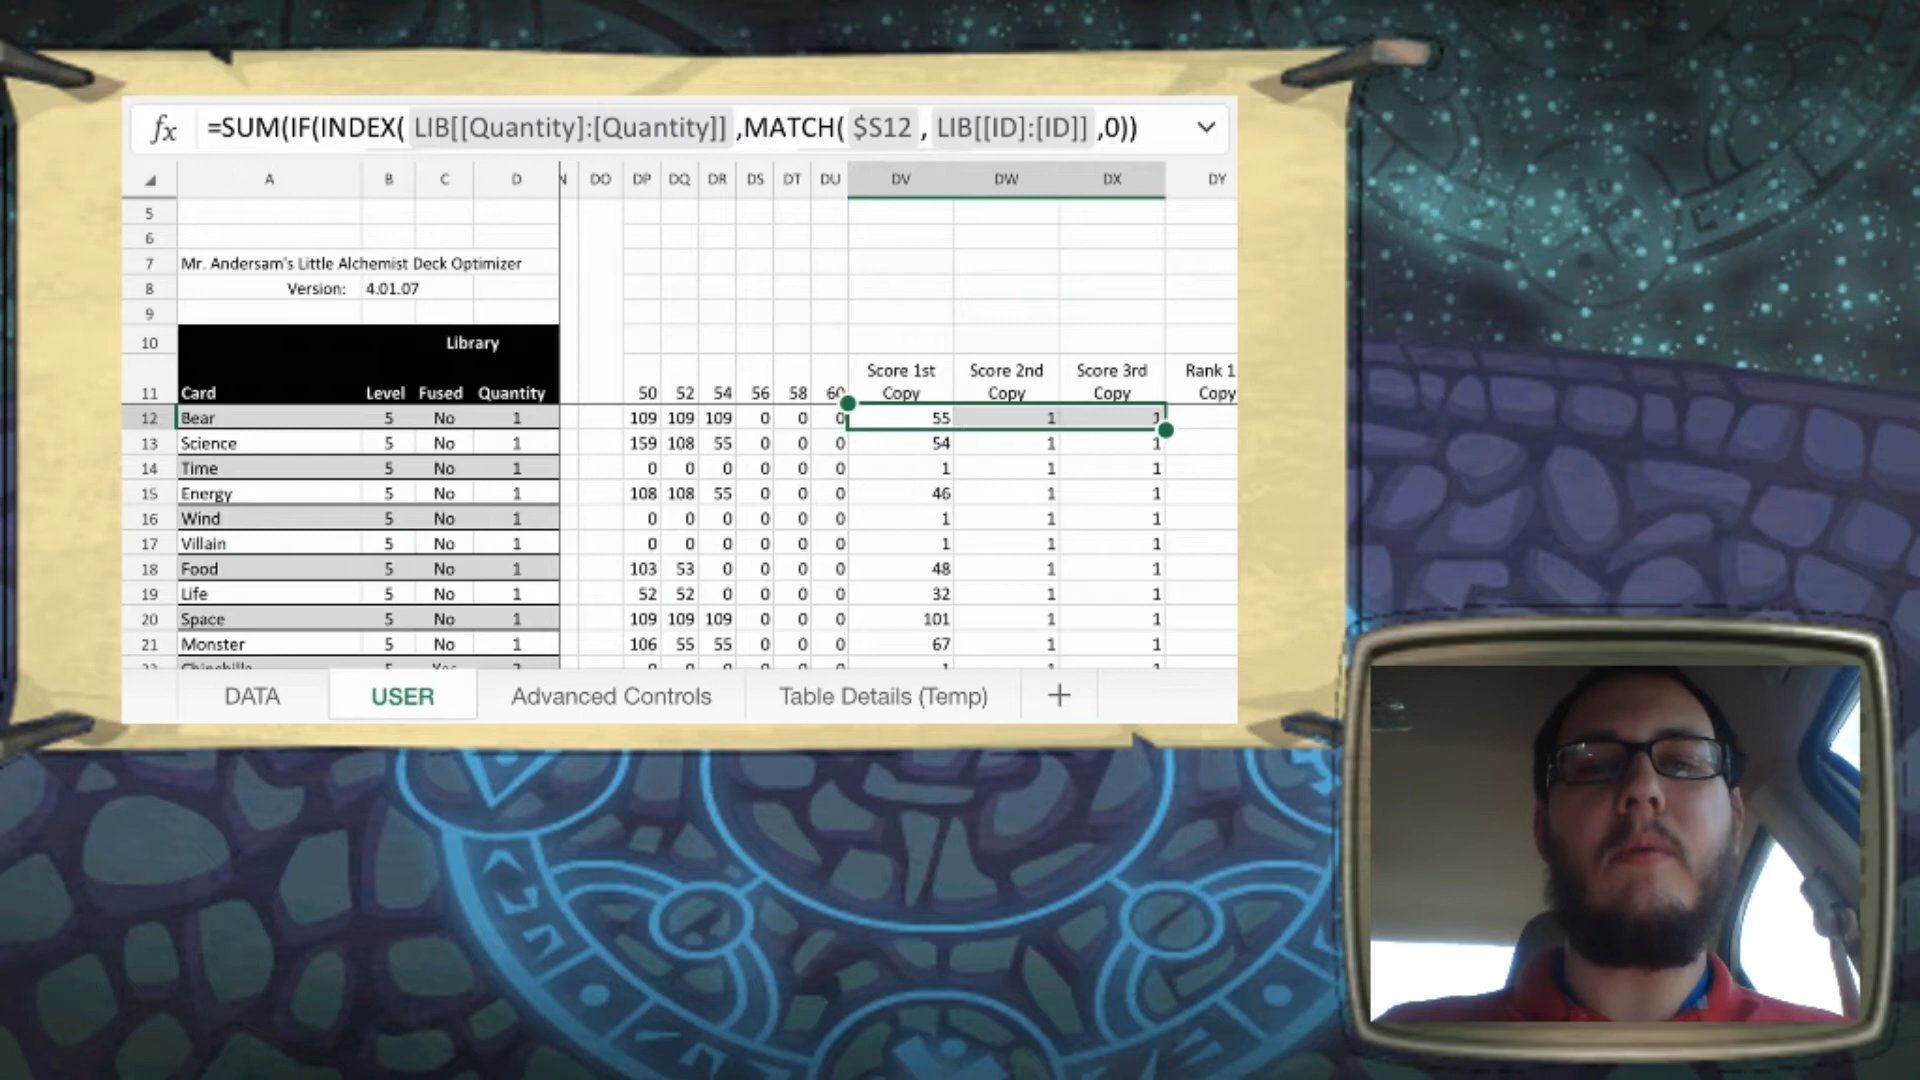 fx =SUM(IF(INDEX( LIB[[Quantity]:[Quantity]] ,MATCH( $S12 , LIB[[ID]:[ID]] ,0))
A B C D DO DP DQ DR DS DT DU DV DW DX DY
5
6
7 Mr. Andersam's Little Alchemist Deck Optimizer
8 Version: 4.01.07
9
10 Library
Score 1st Score 2nd Score 3rd Rank 1
11 Card Level Fused Quantity 50 52 54 56 58 60 Copy Copy Copy Copy
12 Bear 5 No 1 109 109 109 0 0 0 55 1 1
13 Science 5 No 1 159 108 55 0 0 0 54 1 1
14 Time 5 No 1 0 0 0 0 0 0 1 1 1
15 Energy 5 No 1 108 108 55 0 0 0 46 1 1
16 Wind 5 No 1 0 0 0 0 0 0 1 1 1
17 Villain 5 No 1 0 0 0 0 0 0 1 1 1
18 Food 5 No 1 103 53 0 0 0 0 48 1 1
19 Life 5 No 1 52 52 0 0 0 0 32 1 1
20 Space 5 No 1 109 109 109 0 0 0 101 1 1
21 Monster 5 No 1 106 55 55 0 0 0 67 1 1
DATA USER Advanced Controls Table Details (Temp) +